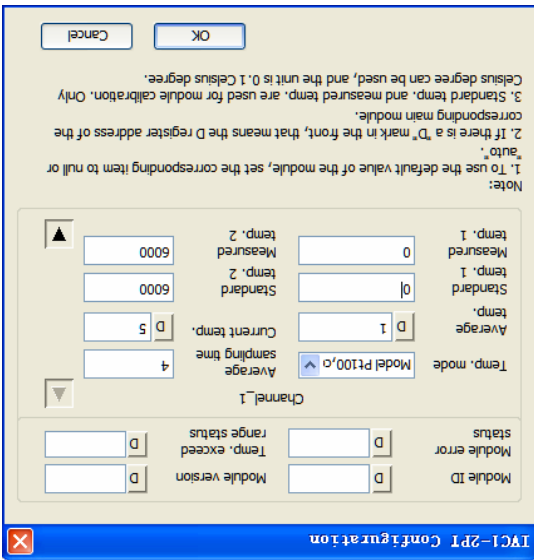 IVC1-2PT Configuration
Module ID D Module version D
Module error status D Temp. exceed range status D
Channel_1
Temp. mode Model Pt100,C Average sampling time 4
Average temp. D 1 Current temp. D 5
Standard temp. 1 0 Standard temp. 2 6000
Measured temp. 1 0 Measured temp. 2 6000
Note:
1. To use the default value of the module, set the corresponding item to null or
"auto".
2. If there is a "D" mark in the front, that means the D register address of the
corresponding main module.
3. Standard temp. and measured temp. are used for module calibration. Only
Celsius degree can be used, and the unit is 0.1 Celsius degree.
OK Cancel